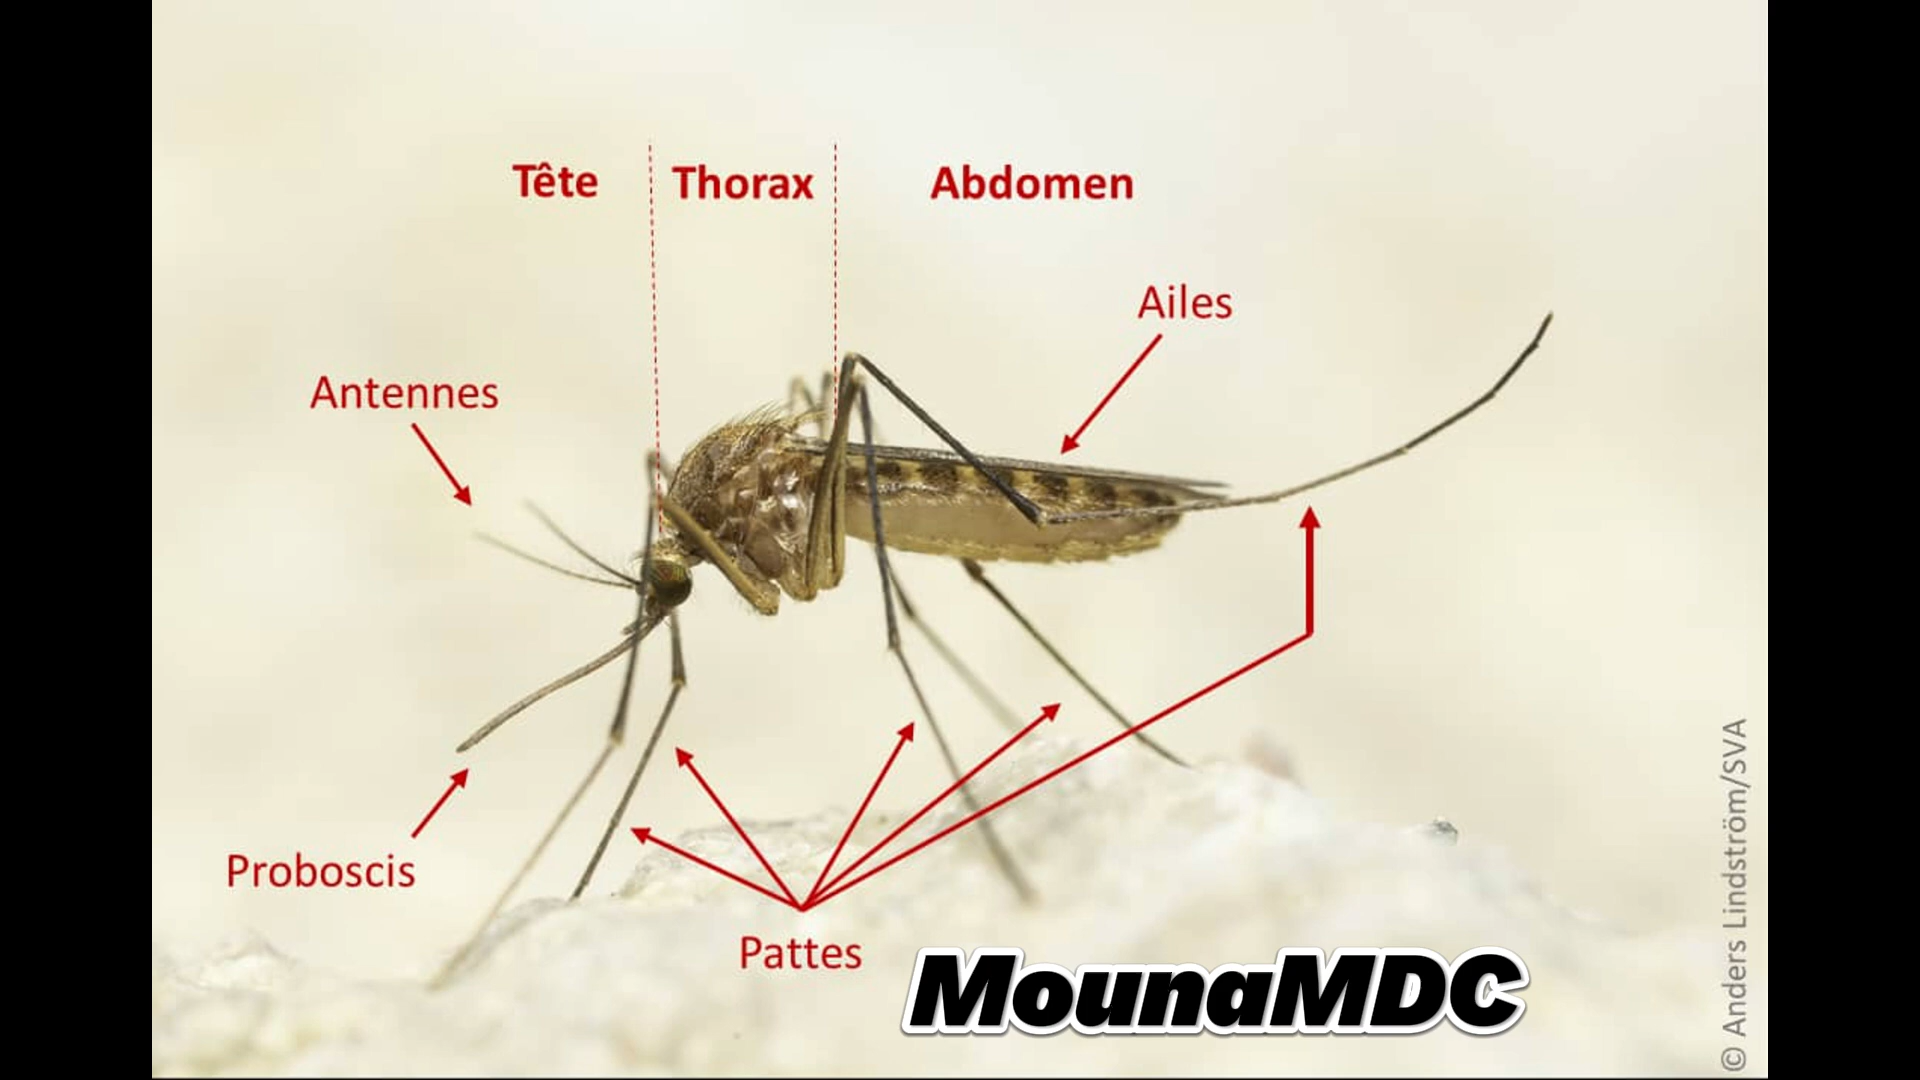 Tête
Thorax
Abdomen
Ailes
Antennes
Proboscis
Pattes
MounaMDC
© Anders Lindström/SVA